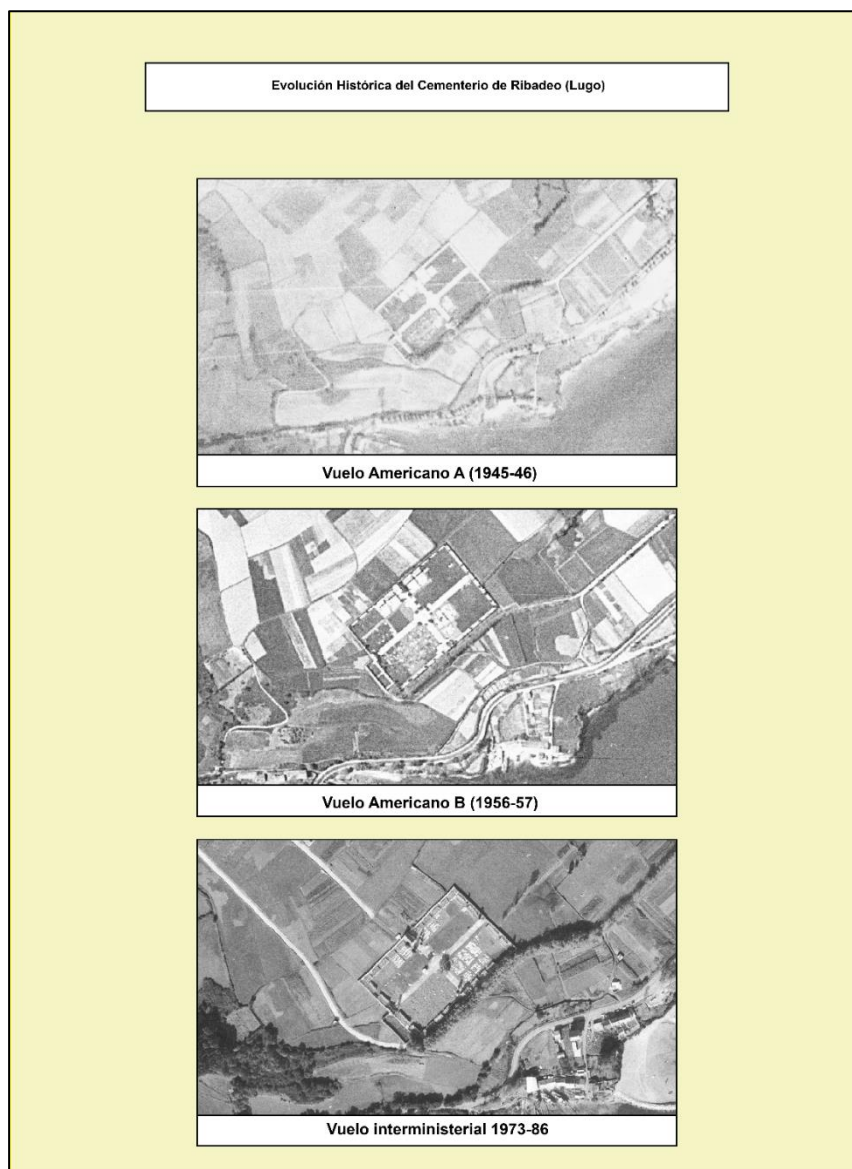 Evolución Histórica del Cementerio de Ribadeo (Lugo)
Vuelo Americano A (1945-46)
Vuelo Americano B (1956-57)
Vuelo interministerial 1973-86